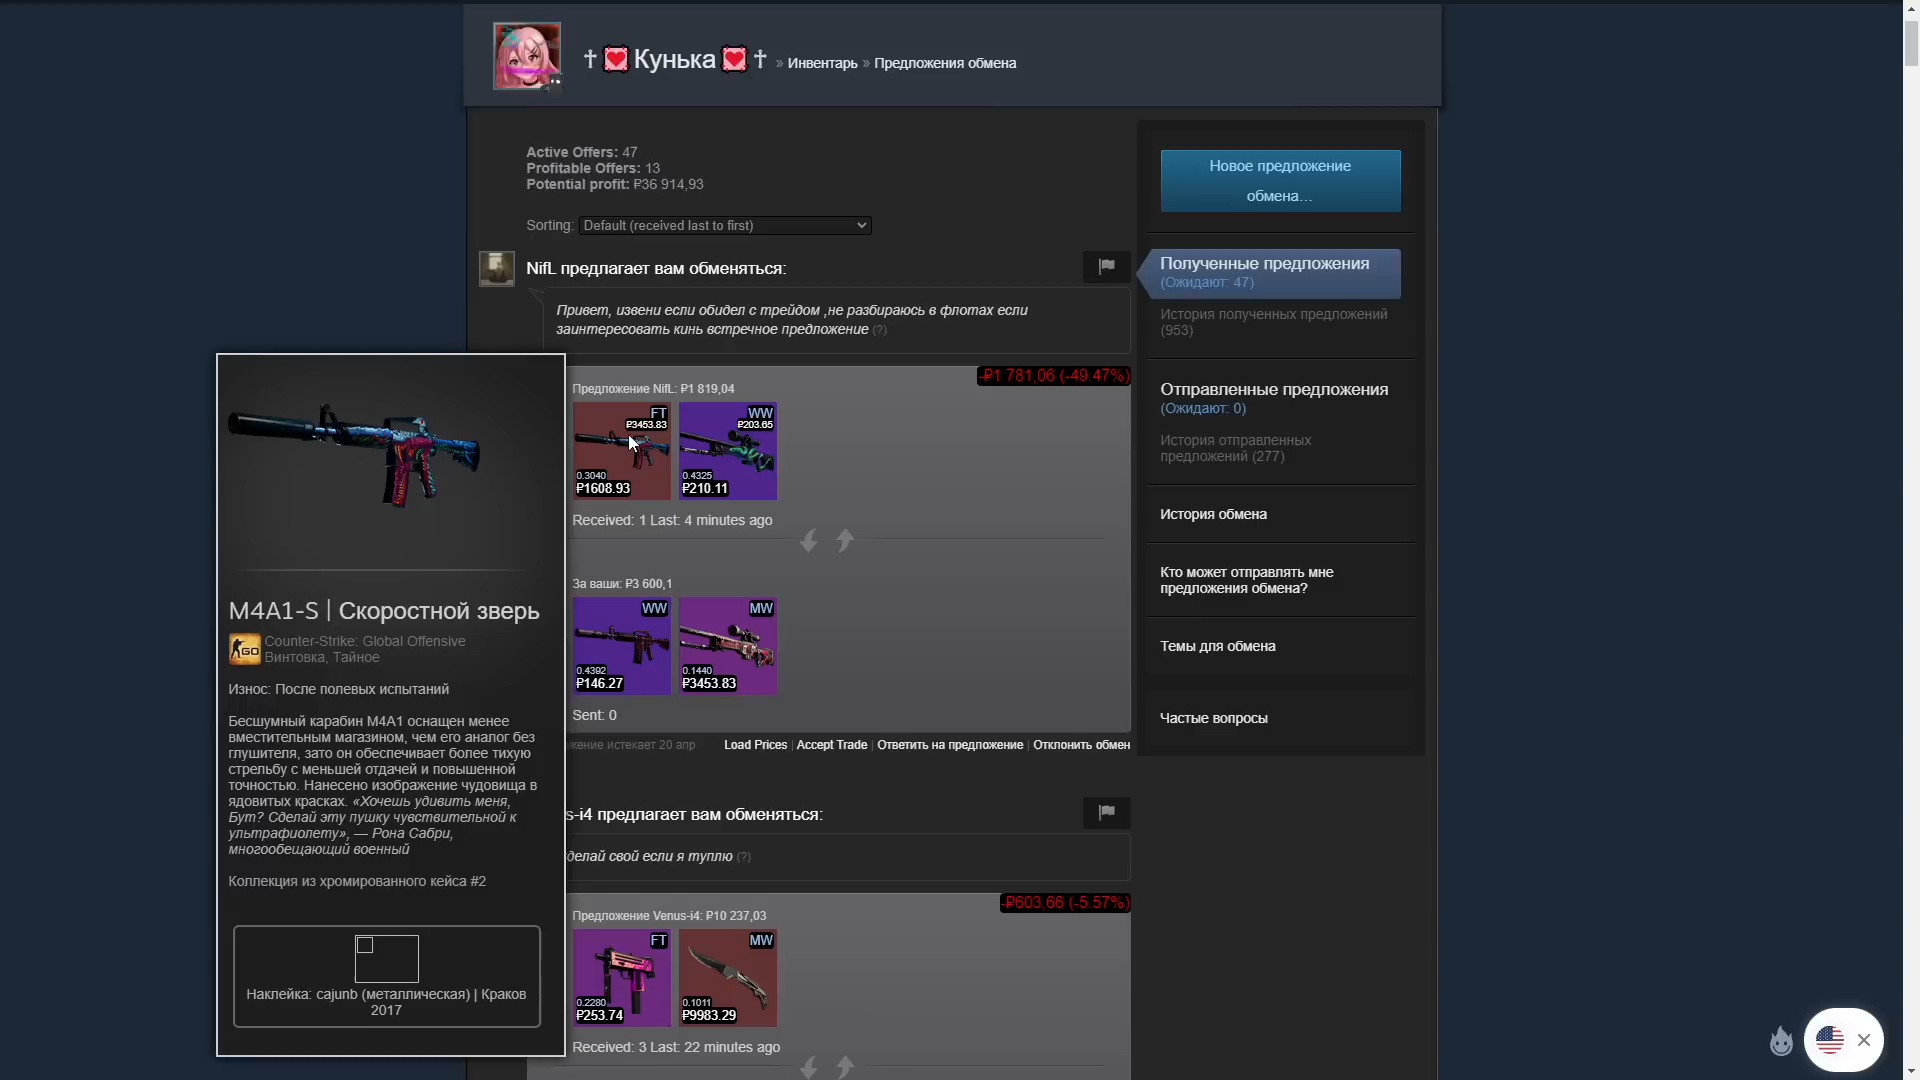 † Кунька † » Инвентарь » Предложения обмена
Active Offers: 47
Profitable Offers: 13
Potential profit: ₽36 914,93
Sorting: Default (received last to first)
NifL предлагает вам обменяться:
Привет, извени если обидел с трейдом ,не разбираюсь в флотах если
заинтересовать кинь встречное предложение (?)
-₽1 781,06 (-49.47%)
Предложение NifL: ₽1 819,04
FT
₽3453.83
0.3040
₽1608.93
WW
₽203.65
0.4325
₽210.11
Received: 1 Last: 4 minutes ago
За ваши: ₽3 600,1
WW
0.4392
₽146.27
MW
0.1440
₽3453.83
Sent: 0
жение истекает 20 апр
Load Prices | Accept Trade | Ответить на предложение | Отклонить обмен
s-i4 предлагает вам обменяться:
делай свой если я туплю (?)
-₽603,66 (-5.57%)
Предложение Venus-i4: ₽10 237,03
FT
0.2280
₽253.74
MW
0.1011
₽9983.29
Received: 3 Last: 22 minutes ago
M4A1-S | Скоростной зверь
GO
Counter-Strike: Global Offensive
Винтовка, Тайное
Износ: После полевых испытаний
Бесшумный карабин M4A1 оснащен менее
вместительным магазином, чем его аналог без
глушителя, зато он обеспечивает более тихую
стрельбу с меньшей отдачей и повышенной
точностью. Нанесено изображение чудовища в
ядовитых красках. «Хочешь удивить меня,
Бут? Сделай эту пушку чувствительной к
ультрафиолету», — Рона Сабри,
многообещающий военный
Коллекция из хромированного кейса #2
Наклейка: cajunb (металлическая) | Краков
2017
Новое предложение
обмена…
Полученные предложения
(Ожидают: 47)
История полученных предложений
(953)
Отправленные предложения
(Ожидают: 0)
История отправленных
предложений (277)
История обмена
Кто может отправлять мне
предложения обмена?
Темы для обмена
Частые вопросы